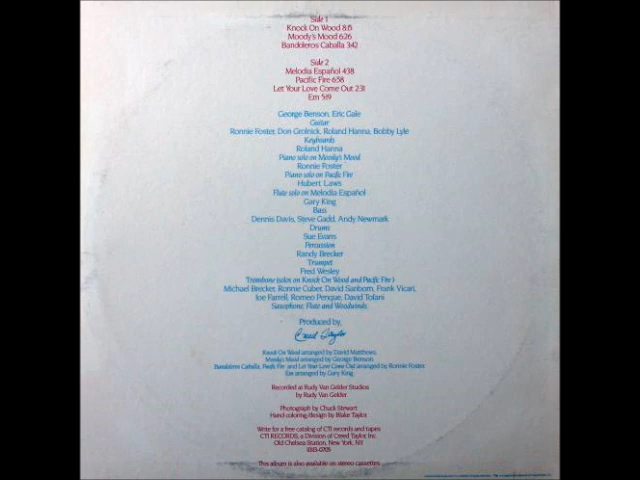 Side 1
Knock On Wood 8:15
Moody's Mood 6:26
Bandoleros Caballa 3:42
Side 2
Melodia Español 4:38
Pacific Fire 6:58
Let Your Love Come Out 2:31
Em 5:19
George Benson, Eric Gale
Guitar
Ronnie Foster, Don Grolnick, Roland Hanna, Bobby Lyle
Keyboards
Roland Hanna
Piano solo on Moody's Mood
Ronnie Foster
Piano solo on Pacific Fire
Hubert Laws
Flute solo on Melodia Español
Gary King
Bass
Dennis Davis, Steve Gadd, Andy Newmark
Drums
Sue Evans
Percussion
Randy Brecker
Trumpet
Fred Wesley
Trombone (solos on Knock On Wood and Pacific Fire)
Michael Brecker, Ronnie Cuber, David Sanborn, Frank Vicari,
Joe Farrell, Romeo Penque, David Tofani
Saxophone, Flute and Woodwinds
Produced by,
Creed Taylor
Knock On Wood arranged by David Matthews,
Moody's Mood arranged by George Benson,
Bandoleros Caballa, Pacific Fire and Let Your Love Come Out arranged by Ronnie Foster,
Em arranged by Gary King
Recorded at Rudy Van Gelder Studios
by Rudy Van Gelder
Photograph by Chuck Stewart
Hand coloring/design by Blake Taylor
Write for a free catalog of CTI records and tapes
CTI RECORDS, a Division of Creed Taylor, Inc.
Old Chelsea Station, New York, NY
10113-0705
This album is also available on stereo cassettes